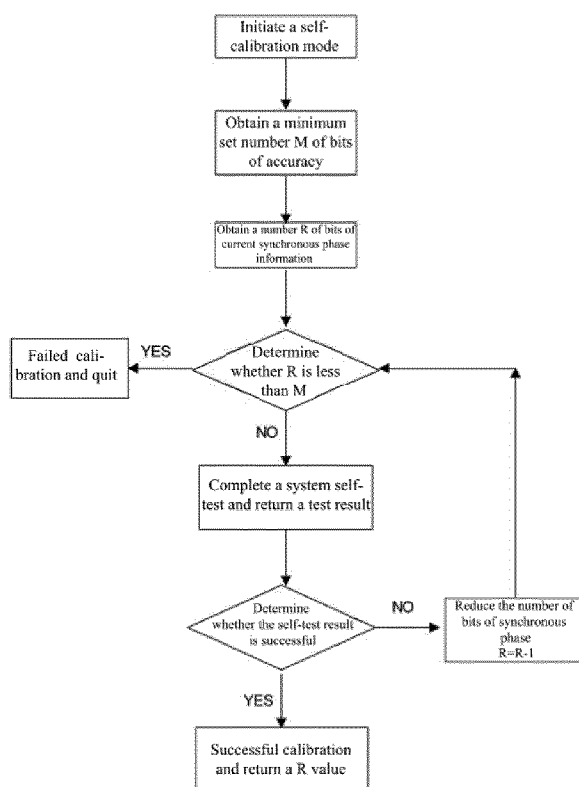 Initiate a self-
calibration mode
Obtain a minimum
set number M of bits
of accuracy
Obtain a number R of bits of
current synchronous phase
information
Determine
whether R is less
than M
YES
Failed cali-
bration and quit
NO
Complete a system self-
test and return a test result
Determine
whether the self-test result
is successful
NO
Reduce the number of
bits of synchronous
phase
R=R-1
YES
Successful calibration
and return a R value